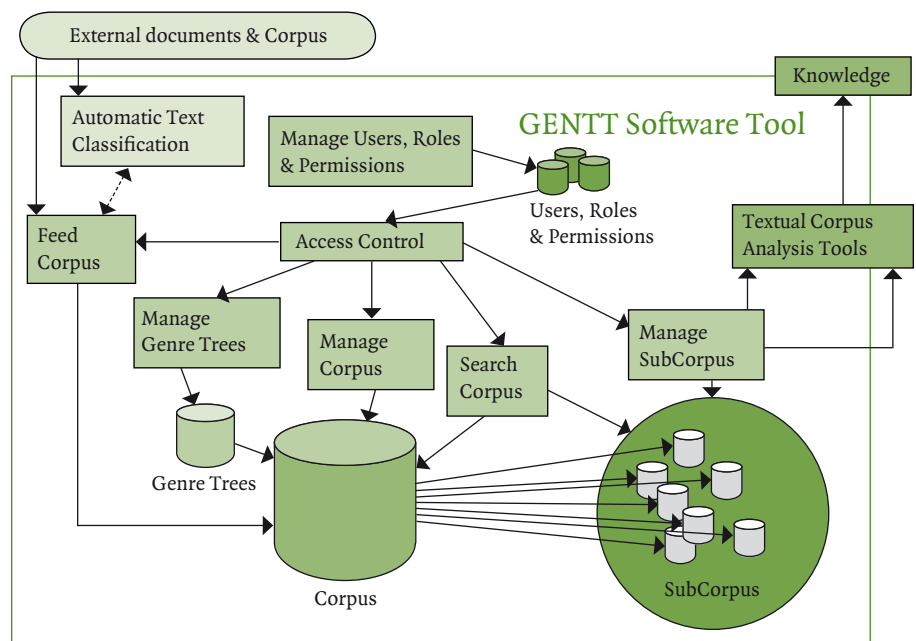 External documents & Corpus
Knowledge
Automatic Text
Classification
Manage Users, Roles
& Permissions
GENTT Software Tool
Users, Roles
& Permissions
Textual Corpus
Analysis Tools
Feed
Corpus
Access Control
Manage
Genre Trees
Manage
Corpus
Search
Corpus
Manage
SubCorpus
Genre Trees
Corpus
SubCorpus